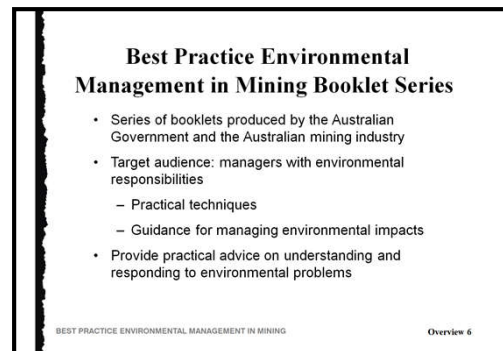 Best Practice Environmental
Management in Mining Booklet Series
• Series of booklets produced by the Australian
Government and the Australian mining industry
• Target audience: managers with environmental
responsibilities
– Practical techniques
– Guidance for managing environmental impacts
• Provide practical advice on understanding and
responding to environmental problems
BEST PRACTICE ENVIRONMENTAL MANAGEMENT IN MINING
Overview 6